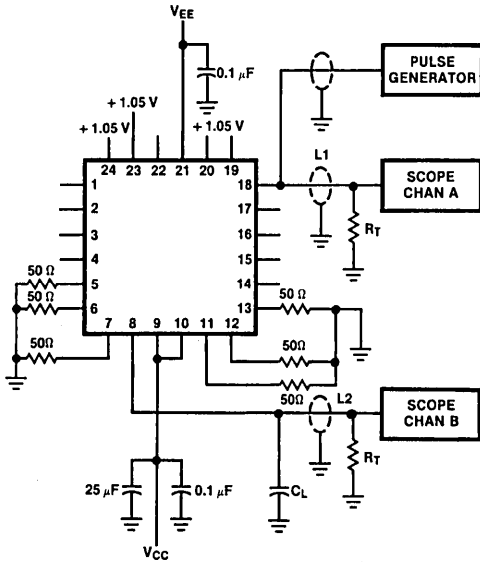 VEE
0.1 µF
PULSE
GENERATOR
+ 1.05 V
+ 1.05 V
+ 1.05 V
L1
24 23 22 21 20 19
SCOPE
CHAN A
1
18
2
17
RT
3
16
4
15
50 Ω
5
14
50 Ω
50 Ω
6
13
7 8 9 10 11 12
50Ω
50Ω
50Ω
L2
SCOPE
CHAN B
RT
25 µF
0.1 µF
CL
VCC